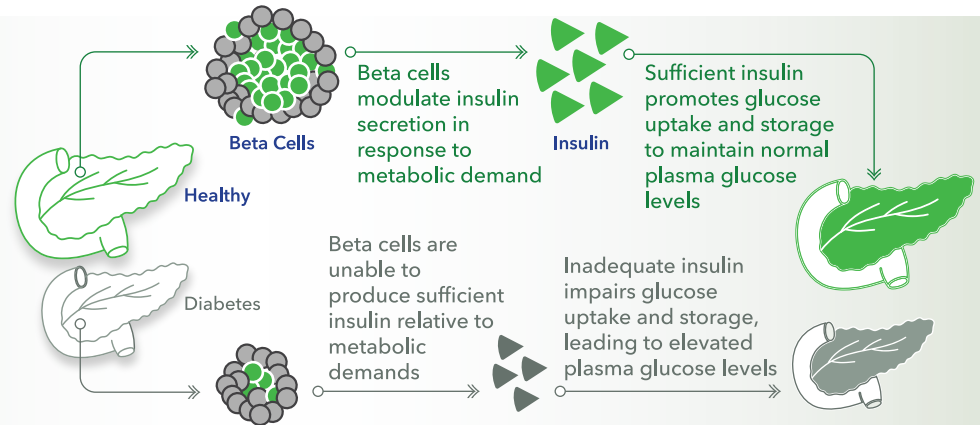 Beta Cells
Beta cells
modulate insulin
secretion in
response to
metabolic demand
Insulin
Sufficient insulin
promotes glucose
uptake and storage
to maintain normal
plasma glucose
levels
Healthy
Diabetes
Beta cells are
unable to
produce sufficient
insulin relative to
metabolic
demands
Inadequate insulin
impairs glucose
uptake and storage,
leading to elevated
plasma glucose levels